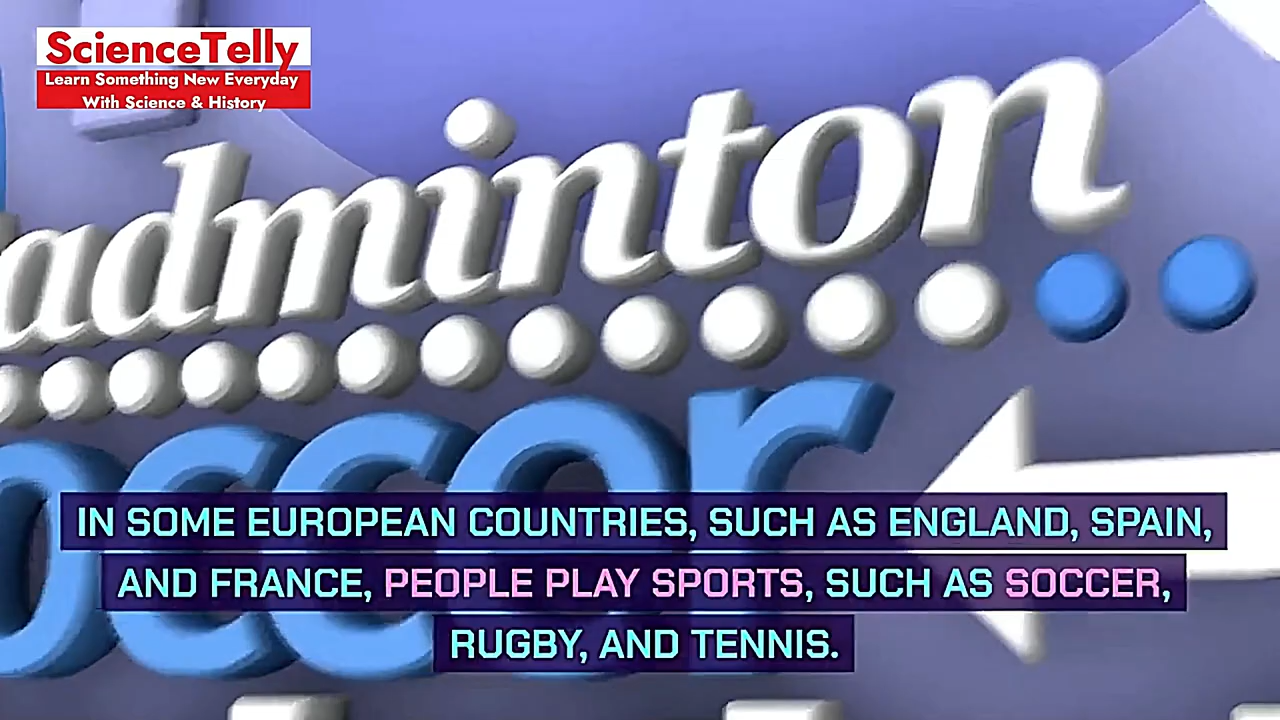 ScienceTelly
Learn Something New Everyday
With Science & History
adminton
occer
IN SOME EUROPEAN COUNTRIES, SUCH AS ENGLAND, SPAIN,
AND FRANCE, PEOPLE PLAY SPORTS, SUCH AS SOCCER,
RUGBY, AND TENNIS.